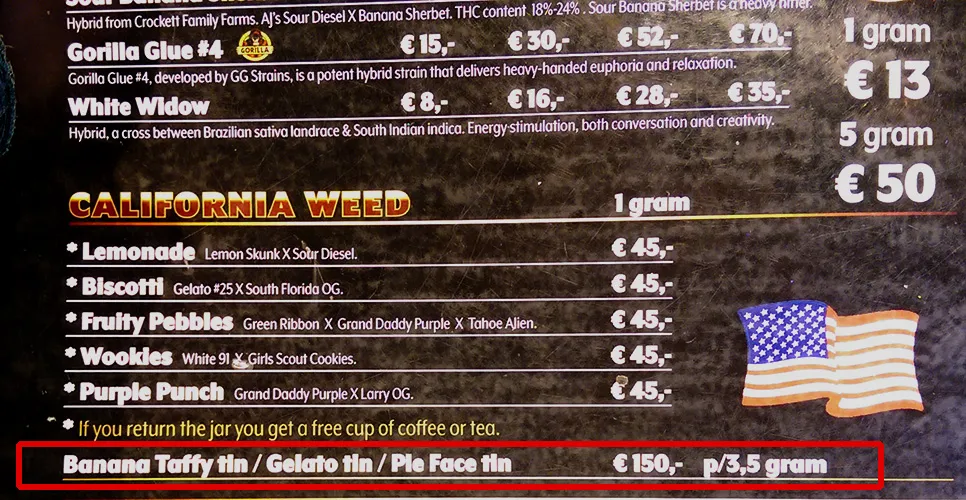 Hybrid from Crockett Family Farms. AJ's Sour Diesel X Banana Sherbet. THC content 18%-24% . Sour Banana Sherbet is a heavy hitter.
Gorilla Glue #4 GORILLA € 15,- € 30,- € 52,- € 70,-
Gorilla Glue #4, developed by GG Strains, is a potent hybrid strain that delivers heavy-handed euphoria and relaxation.
White Widow € 8,- € 16,- € 28,- € 35,-
Hybrid, a cross between Brazilian sativa landrace & South Indian indica. Energy-stimulation, both conversation and creativity.
1 gram
€ 13
5 gram
€ 50
CALIFORNIA WEED 1 gram
* Lemonade Lemon Skunk X Sour Diesel. € 45,-
* Biscotti Gelato #25 X South Florida OG. € 45,-
* Fruity Pebbles Green Ribbon X Grand Daddy Purple X Tahoe Alien. € 45,-
* Wookies White 91 X Girls Scout Cookies. € 45,-
* Purple Punch Grand Daddy Purple X Larry OG. € 45,-
* If you return the jar you get a free cup of coffee or tea.
Banana Taffy tin / Gelato tin / Pie Face tin € 150,- p/3,5 gram